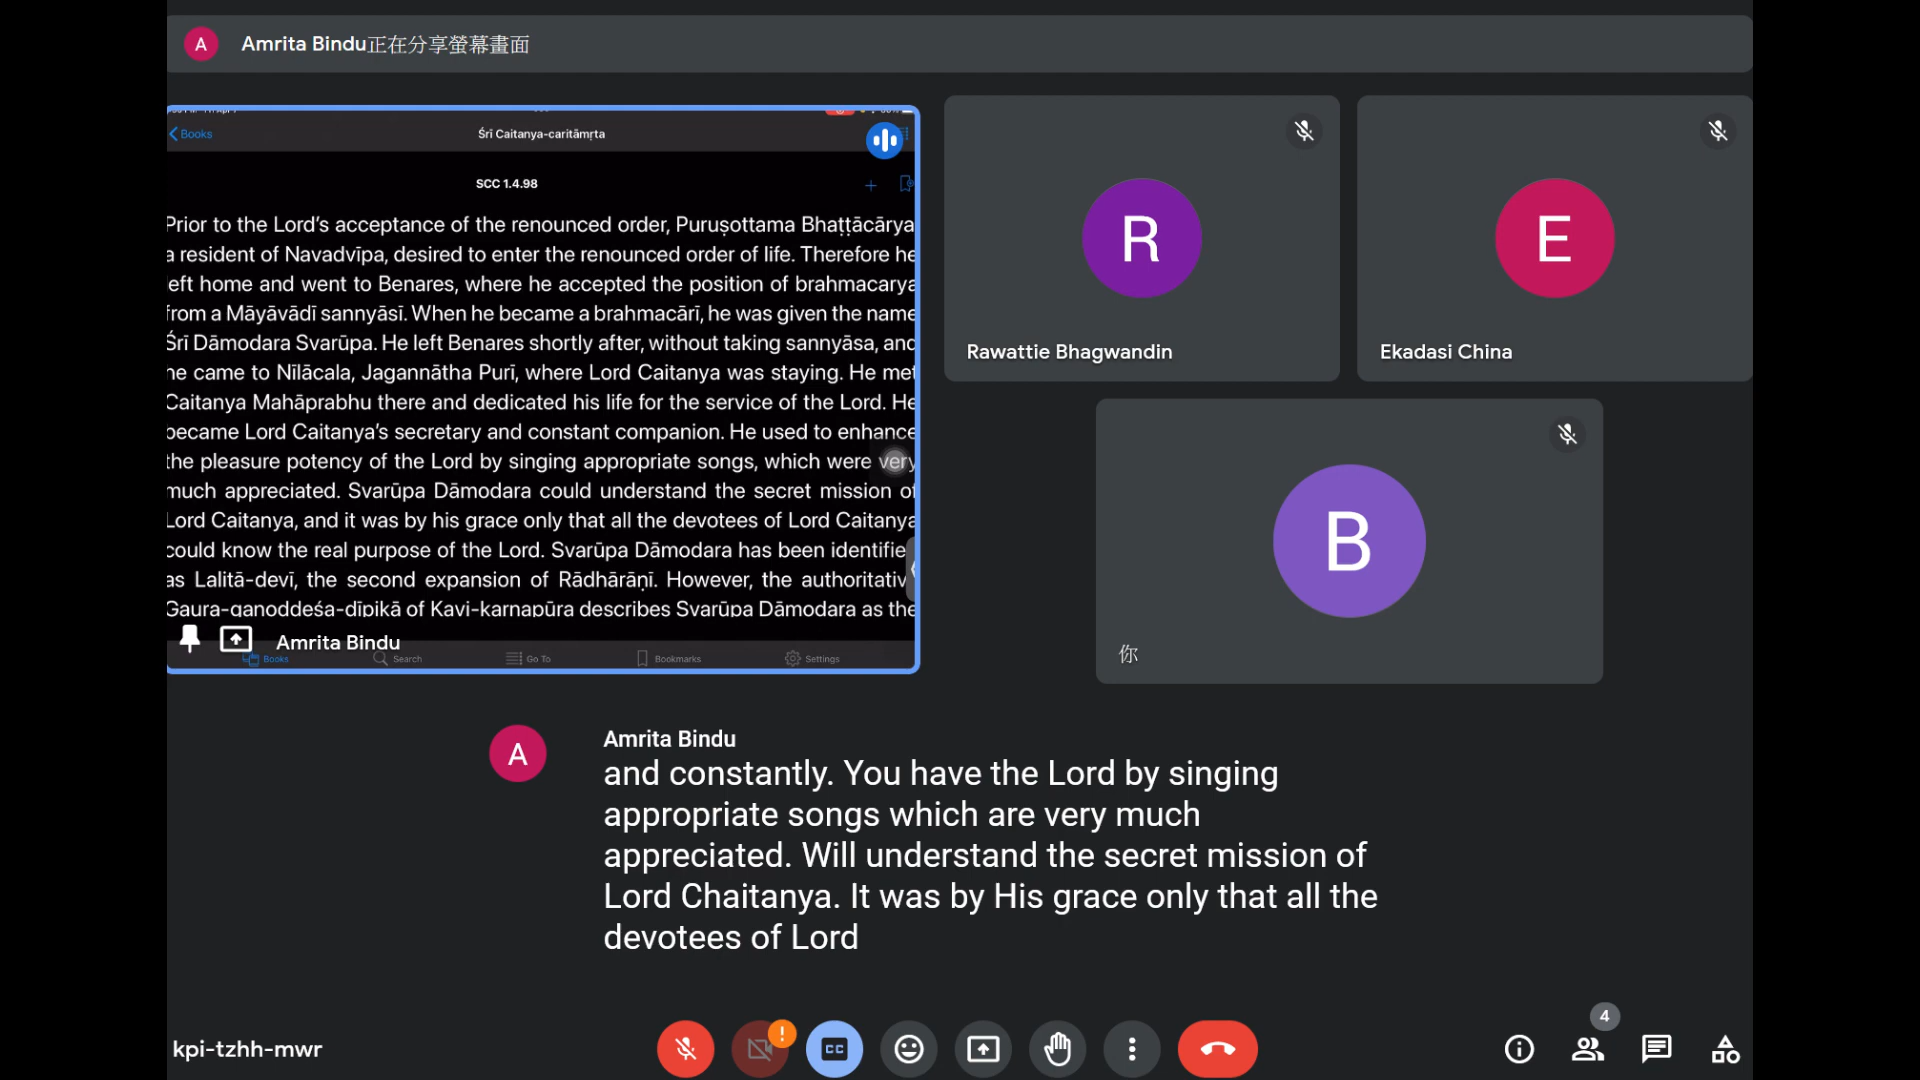 A Amrita Bindu正在分享螢幕畫面
Books Śrī Caitanya-caritāmṛta
SCC 1.4.98
Prior to the Lord's acceptance of the renounced order, Puruṣottama Bhaṭṭācārya
a resident of Navadvīpa, desired to enter the renounced order of life. Therefore he
left home and went to Benares, where he accepted the position of brahmacarya
from a Māyāvādī sannyāsī. When he became a brahmacārī, he was given the name
Śrī Dāmodara Svarūpa. He left Benares shortly after, without taking sannyāsa, and
he came to Nīlācala, Jagannātha Purī, where Lord Caitanya was staying. He met
Caitanya Mahāprabhu there and dedicated his life for the service of the Lord. He
became Lord Caitanya's secretary and constant companion. He used to enhance
the pleasure potency of the Lord by singing appropriate songs, which were very
much appreciated. Svarūpa Dāmodara could understand the secret mission of
Lord Caitanya, and it was by his grace only that all the devotees of Lord Caitanya
could know the real purpose of the Lord. Svarūpa Dāmodara has been identifie
as Lalitā-devī, the second expansion of Rādhārāṇī. However, the authoritativ
Gaura-gaṇoddeśa-dīpikā of Kavi-karṇapūra describes Svarūpa Dāmodara as the
Amrita Bindu
Books Search Go To Bookmarks Settings
R
Rawattie Bhagwandin
E
Ekadasi China
B
你
A
Amrita Bindu
and constantly. You have the Lord by singing
appropriate songs which are very much
appreciated. Will understand the secret mission of
Lord Chaitanya. It was by His grace only that all the
devotees of Lord
kpi-tzhh-mwr
CC
4